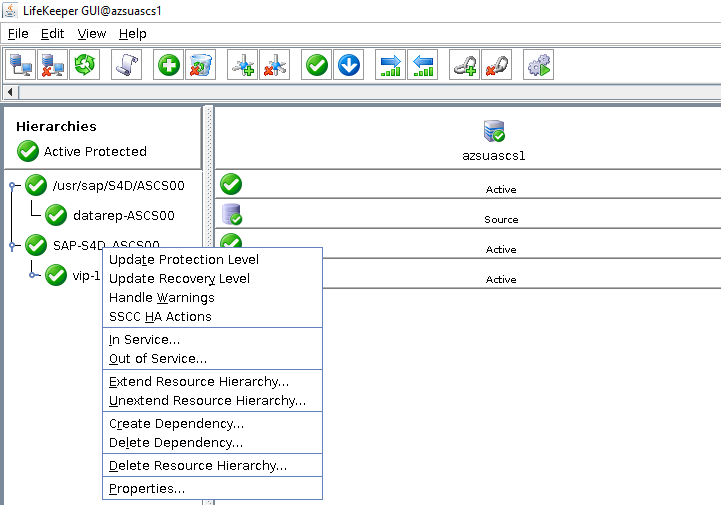 LifeKeeper GUI@azsuascs1
File Edit View Help
Hierarchies
Active Protected
azsuascs1
/usr/sap/S4D/ASCS00
Active
datarep-ASCS00
Source
SAP-S4D_ASCS00
Active
vip-1
Active
Update Protection Level
Update Recovery Level
Handle Warnings
SSCC HA Actions
In Service...
Out of Service...
Extend Resource Hierarchy...
Unextend Resource Hierarchy...
Create Dependency...
Delete Dependency...
Delete Resource Hierarchy...
Properties...